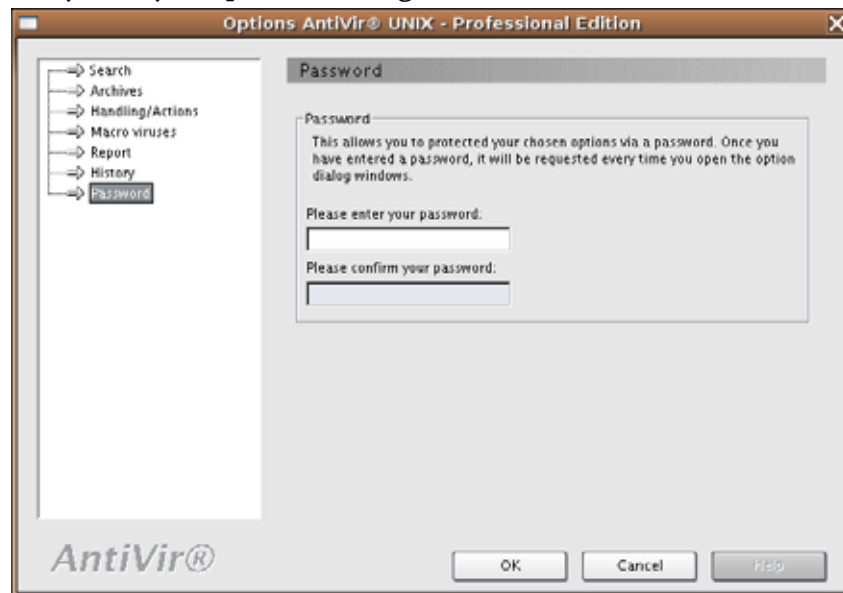 Options AntiVir® UNIX - Professional Edition
Search
Archives
Handling/Actions
Macro viruses
Report
History
Password
Password
Password
This allows you to protected your chosen options via a password. Once you
have entered a password, it will be requested every time you open the option
dialog windows.
Please enter your password:
Please confirm your password:
AntiVir®
OK
Cancel
Help